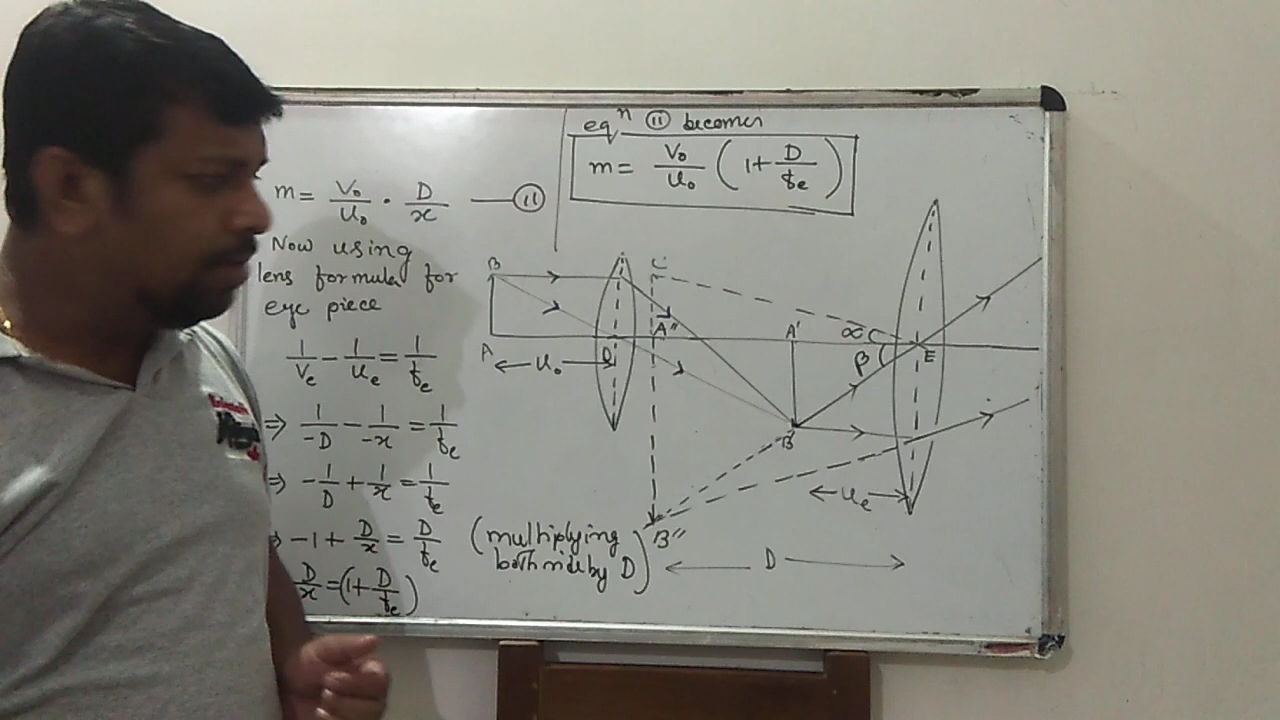 m = V₀/U₀ · D/x —— (11)
Now using
lens formula for
eye piece
1/Vₑ - 1/Uₑ = 1/fₑ
⇒ 1/-D - 1/-x = 1/fₑ
⇒ -1/D + 1/x = 1/fₑ
⇒ -1 + D/x = D/fₑ (multiplying both side by D)
D/x = (1 + D/fₑ)
eqⁿ (11) becomes
m = V₀/U₀ (1 + D/fₑ)
B
C
A
O
A''
A'
α
β
E
U₀
B'
Uₑ
B''
D